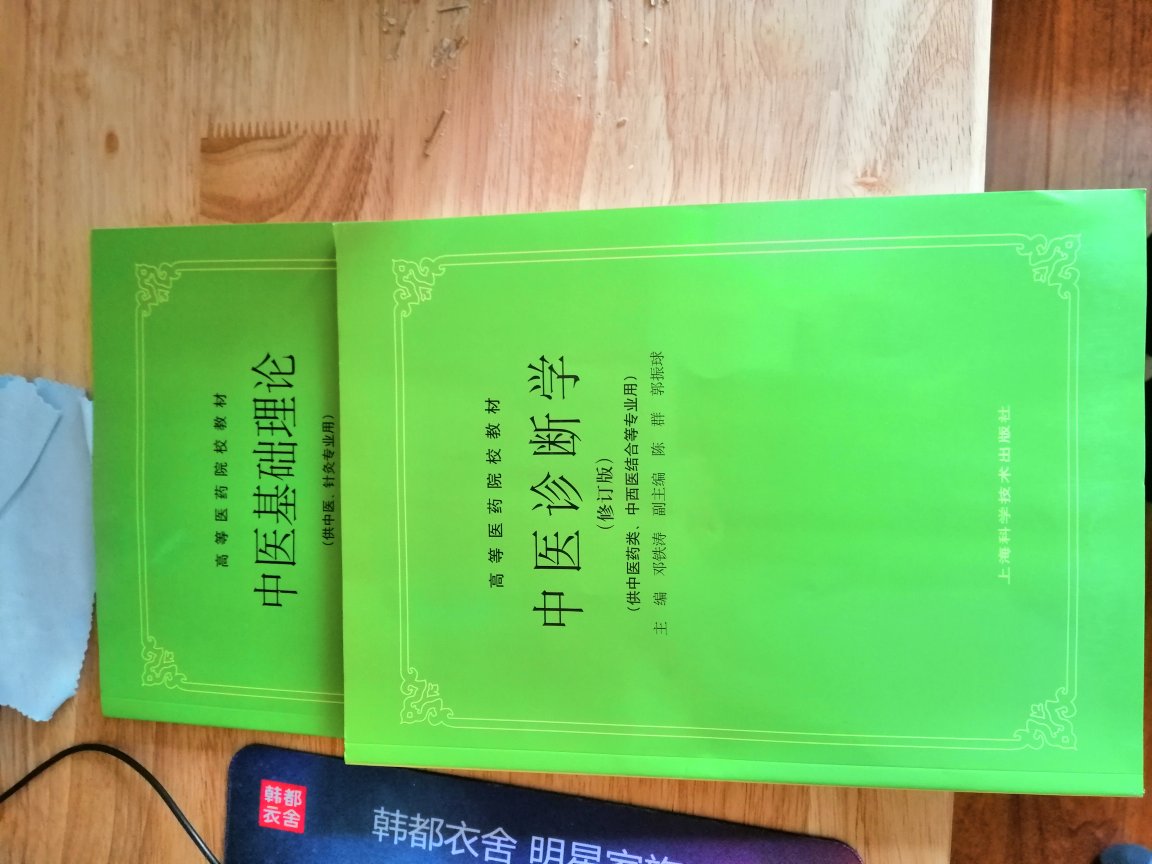 高等医药院校教材
中医基础理论
（供中医、针灸专业用）
高等医药院校教材
中医诊断学
（修订版）
（供中医药类、中西医结合等专业用）
主 编 邓铁涛 副主编 陈 群 郭振球
上海科学技术出版社
韩都
衣舍
韩都衣舍 明星家族